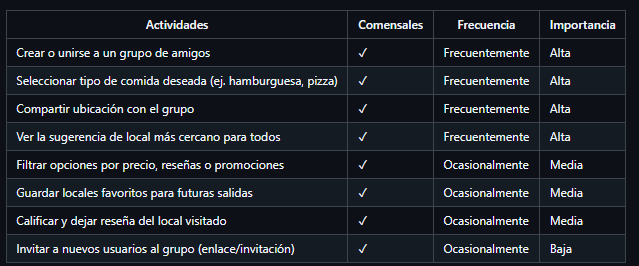 Actividades Comensales Frecuencia Importancia
Crear o unirse a un grupo de amigos ✓ Frecuentemente Alta
Seleccionar tipo de comida deseada (ej. hamburguesa, pizza) ✓ Frecuentemente Alta
Compartir ubicación con el grupo ✓ Frecuentemente Alta
Ver la sugerencia de local más cercano para todos ✓ Frecuentemente Alta
Filtrar opciones por precio, reseñas o promociones ✓ Ocasionalmente Media
Guardar locales favoritos para futuras salidas ✓ Ocasionalmente Media
Calificar y dejar reseña del local visitado ✓ Ocasionalmente Media
Invitar a nuevos usuarios al grupo (enlace/invitación) ✓ Ocasionalmente Baja